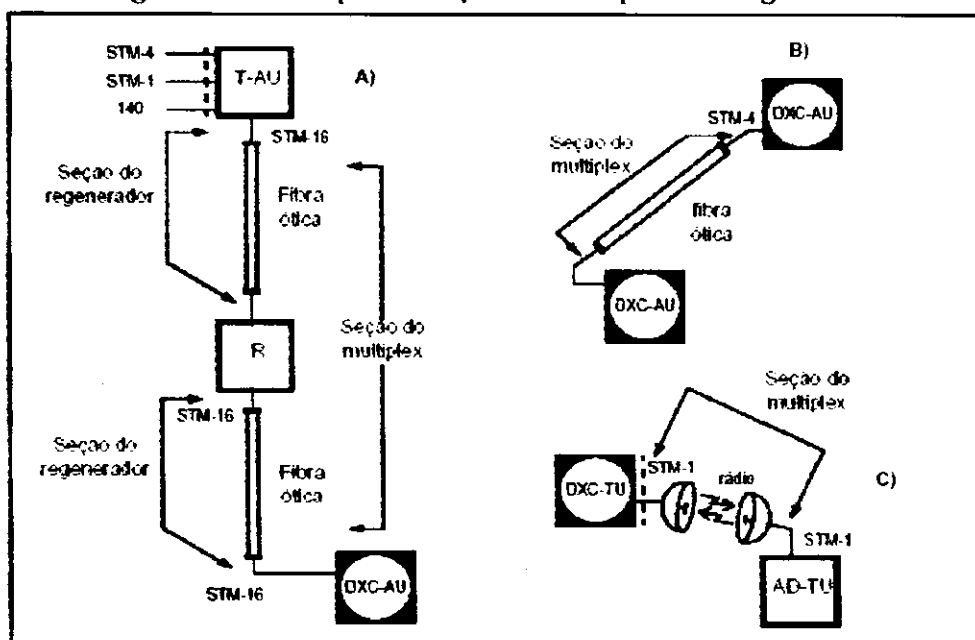 STM-4
STM-1
140
T-AU
A)
STM-16
Seção do
regenerador
Fibra
ótica
Seção do
multiplex
R
STM-16
Seção do
regenerador
Fibra
ótica
STM-16
DXC-AU
B)
DXC-AU
STM-4
Seção do
multiplex
fibra
ótica
DXC-AU
Seção do
multiplex
C)
DXC-TU
STM-1
rádio
STM-1
AD-TU